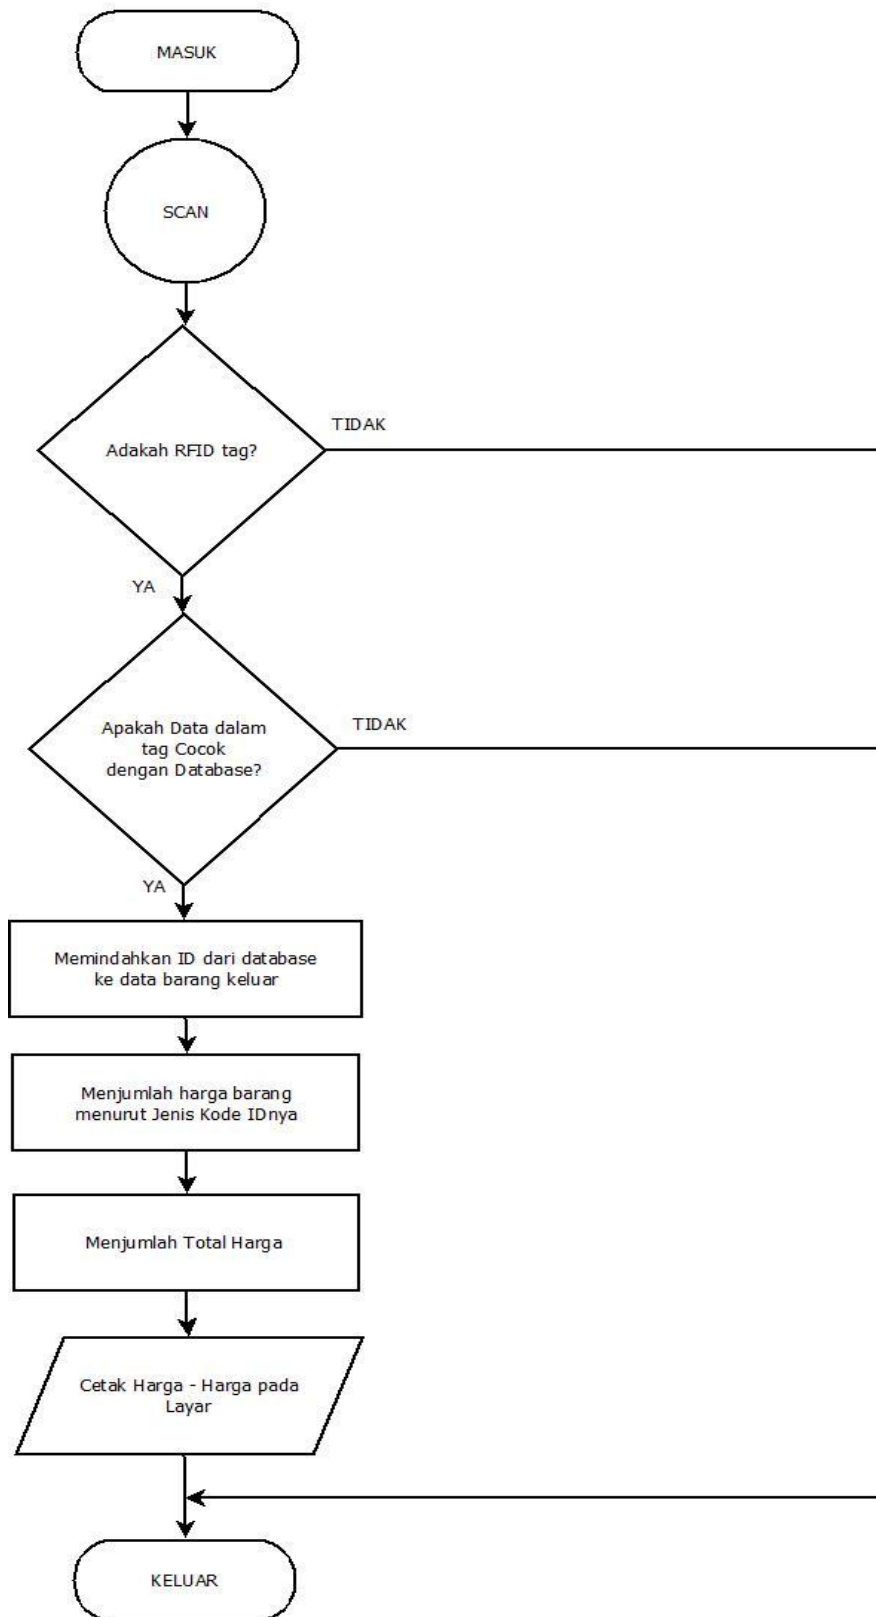 MASUK
SCAN
TIDAK
Adakah RFID tag?
YA
TIDAK
Apakah Data dalam
tag Cocok
dengan Database?
YA
Memindahkan ID dari database
ke data barang keluar
Menjumlah harga barang
menurut Jenis Kode IDnya
Menjumlah Total Harga
Cetak Harga - Harga pada
Layar
KELUAR